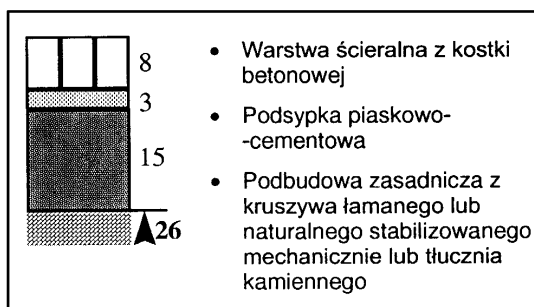 8
3
15
26
• Warstwa ścieralna z kostki
betonowej
• Podsypka piaskowo-
-cementowa
• Podbudowa zasadnicza z
kruszywa łamanego lub
naturalnego stabilizowanego
mechanicznie lub tłucznia
kamiennego